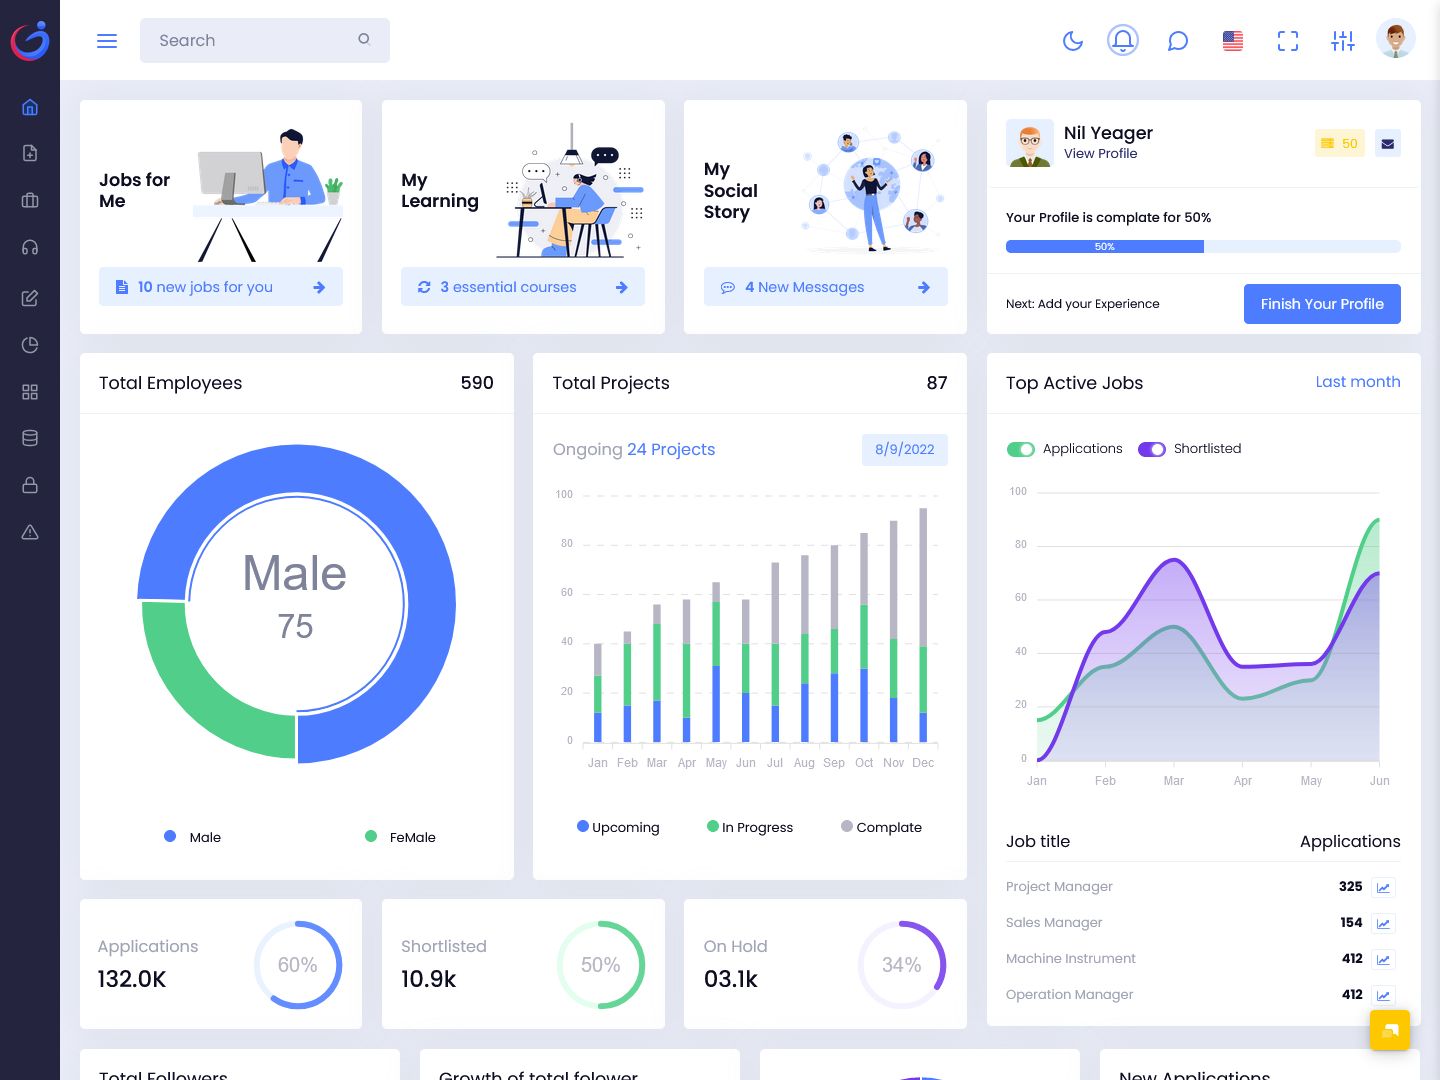 Search
Jobs for
Me
10 new jobs for you
My
Learning
3 essential courses
My
Social
Story
4 New Messages
Nil Yeager
View Profile
50
Your Profile is complate for 50%
50%
Next: Add your Experience
Finish Your Profile
Total Employees
590
Male
75
Male
FeMale
Total Projects
87
Ongoing 24 Projects
8/9/2022
100
80
60
40
20
0
Jan Feb Mar Apr May Jun Jul Aug Sep Oct Nov Dec
Upcoming
In Progress
Complate
Top Active Jobs
Last month
Applications
Shortlisted
100
80
60
40
20
0
Jan Feb Mar Apr May Jun
Job title
Applications
Project Manager 325
Sales Manager 154
Machine Instrument 412
Operation Manager 412
Applications
132.0K
60%
Shortlisted
10.9k
50%
On Hold
03.1k
34%
Total Followers
Growth of total folower
New Applications